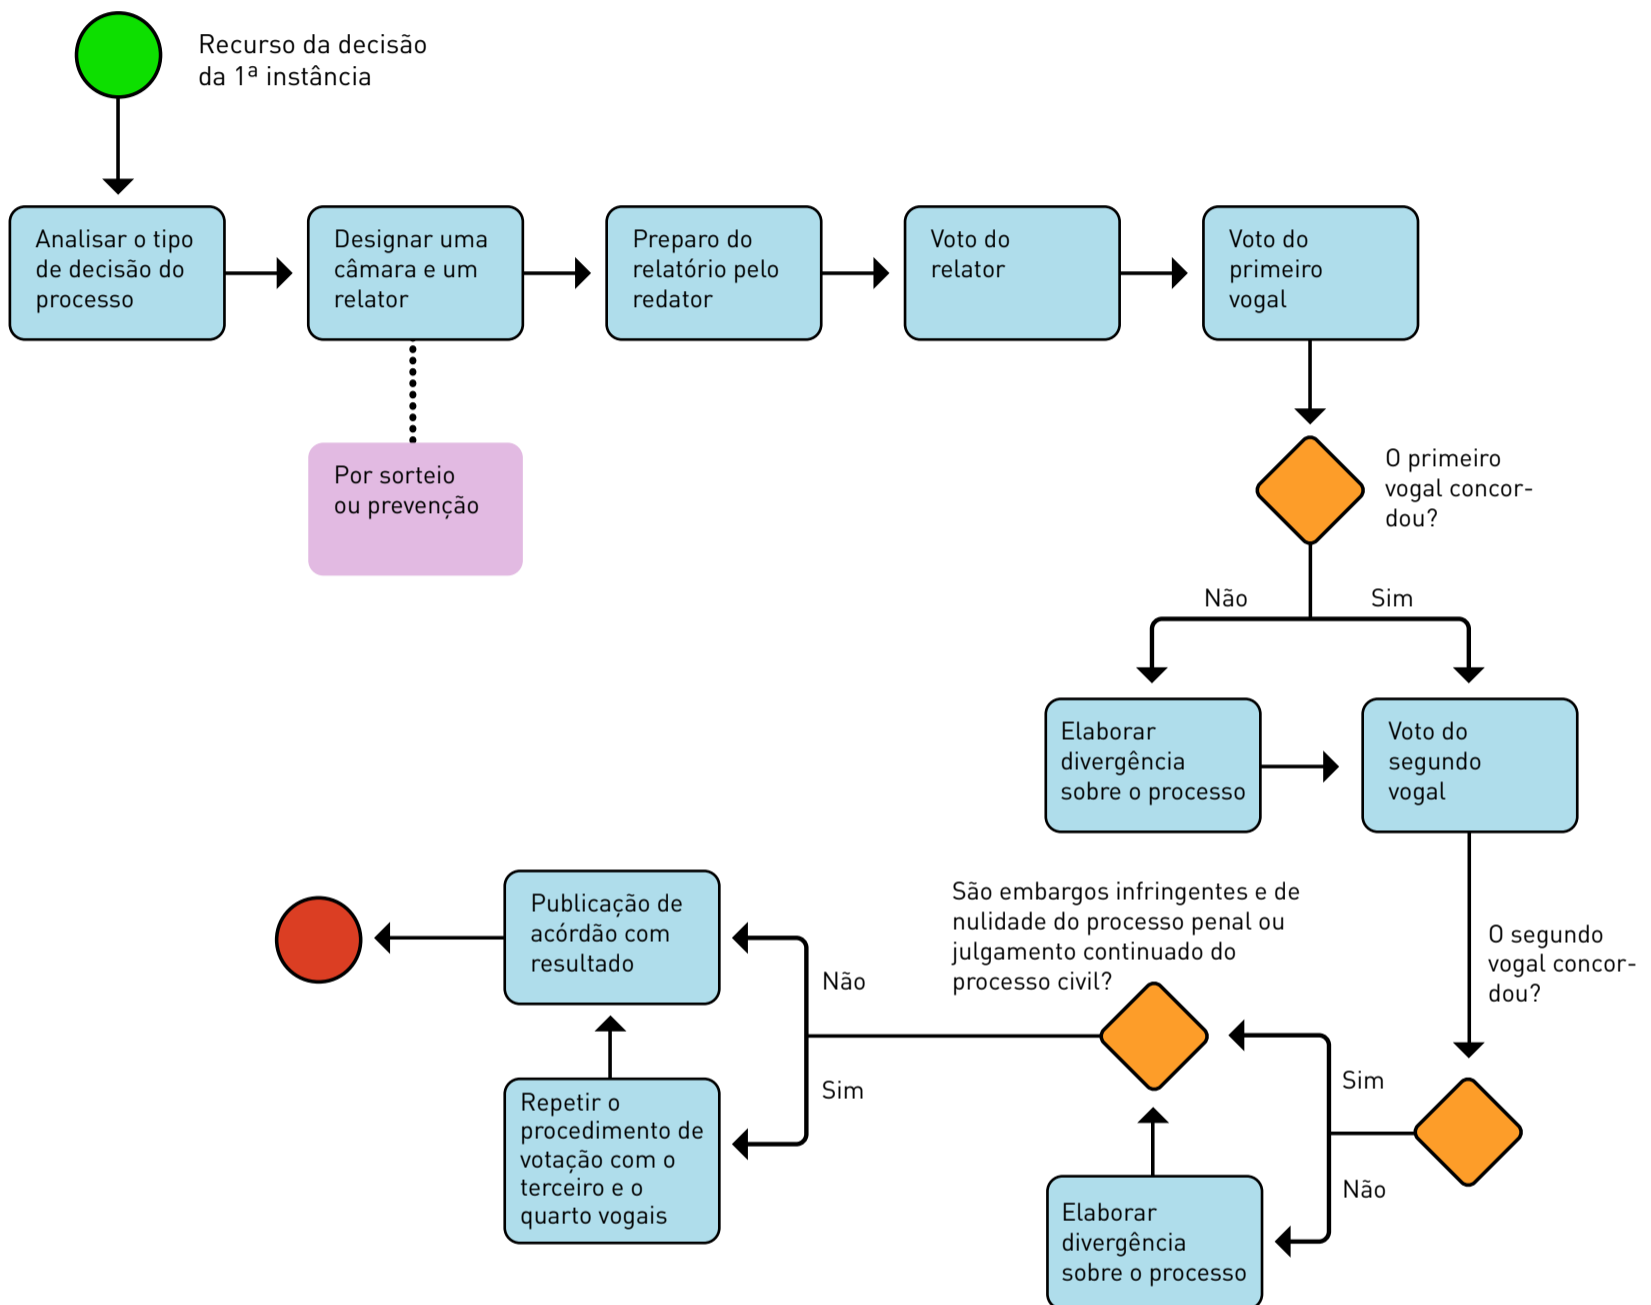 Recurso da decisão
da 1ª instância
Analisar o tipo
de decisão do
processo
Designar uma
câmara e um
relator
Preparo do
relatório pelo
redator
Voto do
relator
Voto do
primeiro
vogal
Por sorteio
ou prevenção
O primeiro
vogal concor-
dou?
Não
Sim
Elaborar
divergência
sobre o processo
Voto do
segundo
vogal
O segundo
vogal concor-
dou?
Sim
Não
Elaborar
divergência
sobre o processo
São embargos infringentes e de
nulidade do processo penal ou
julgamento continuado do
processo civil?
Não
Sim
Publicação de
acórdão com
resultado
Repetir o
procedimento de
votação com o
terceiro e o
quarto vogais